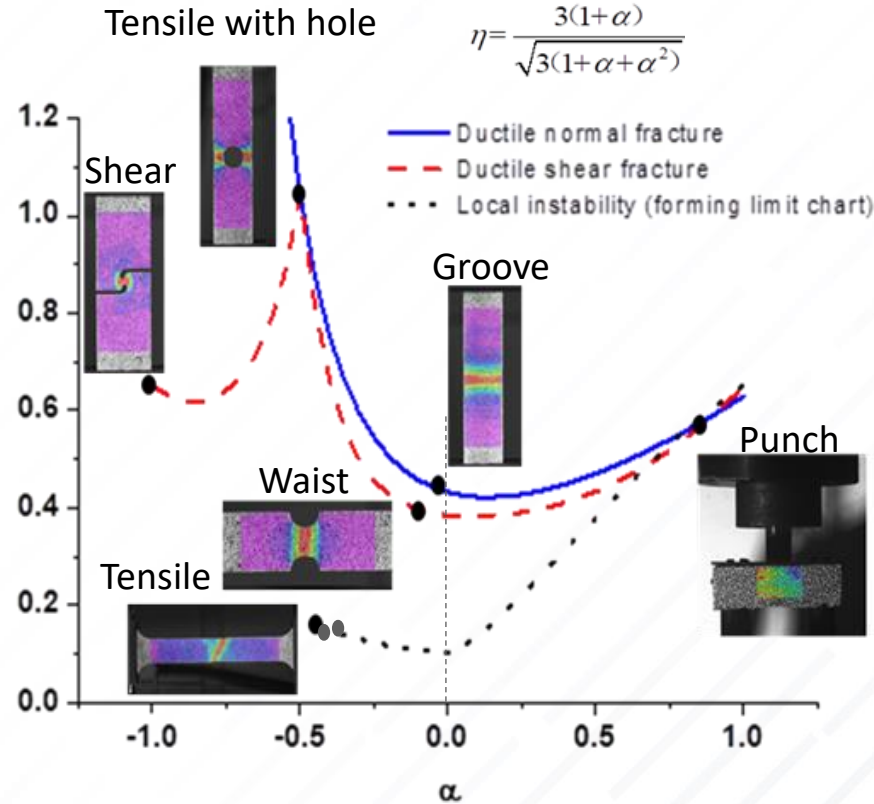 Tensile with hole
η= 3(1+α) / √3(1+α+α²)
Ductile normal fracture
Ductile shear fracture
Local instability (forming limit chart)
Shear
Groove
Waist
Punch
Tensile
1.2
1.0
0.8
0.6
0.4
0.2
0.0
-1.0 -0.5 0.0 0.5 1.0
α